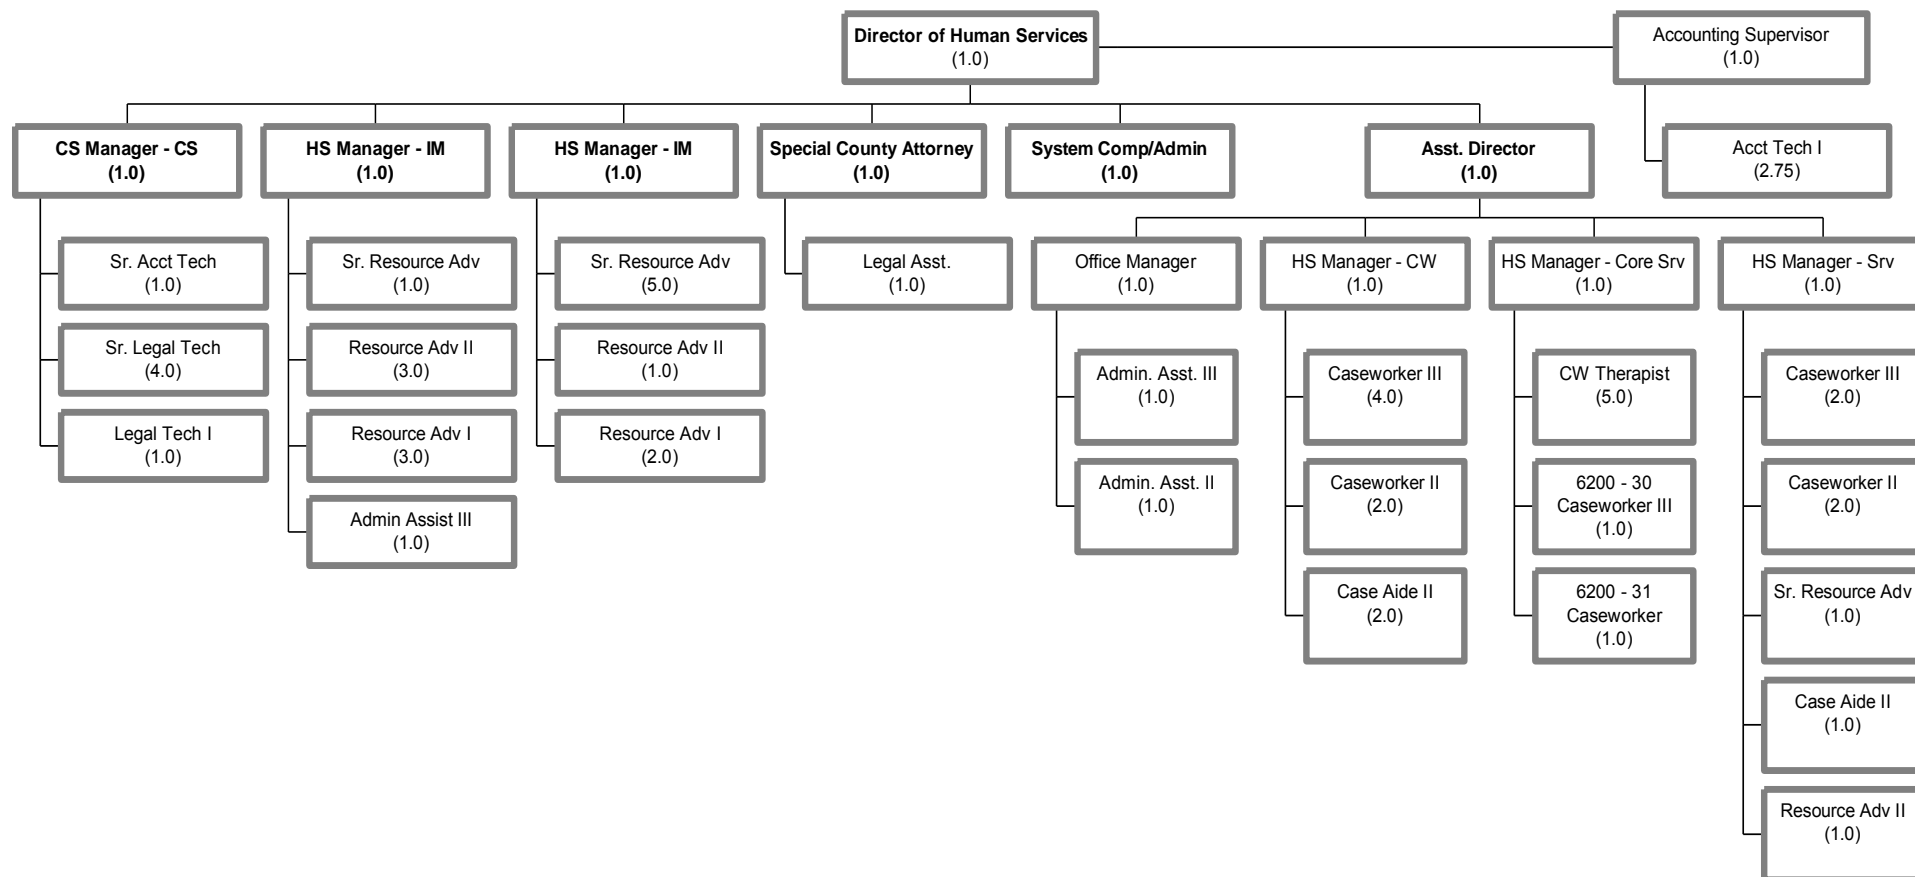 Director of Human Services
(1.0)
Accounting Supervisor
(1.0)
Acct Tech I
(2.75)
CS Manager - CS
(1.0)
HS Manager - IM
(1.0)
HS Manager - IM
(1.0)
Special County Attorney
(1.0)
System Comp/Admin
(1.0)
Asst. Director
(1.0)
Sr. Acct Tech
(1.0)
Sr. Legal Tech
(4.0)
Legal Tech I
(1.0)
Sr. Resource Adv
(1.0)
Resource Adv II
(3.0)
Resource Adv I
(3.0)
Admin Assist III
(1.0)
Sr. Resource Adv
(5.0)
Resource Adv II
(1.0)
Resource Adv I
(2.0)
Legal Asst.
(1.0)
Office Manager
(1.0)
Admin. Asst. III
(1.0)
Admin. Asst. II
(1.0)
HS Manager - CW
(1.0)
Caseworker III
(4.0)
Caseworker II
(2.0)
Case Aide II
(2.0)
HS Manager - Core Srv
(1.0)
CW Therapist
(5.0)
6200 - 30
Caseworker III
(1.0)
6200 - 31
Caseworker
(1.0)
HS Manager - Srv
(1.0)
Caseworker III
(2.0)
Caseworker II
(2.0)
Sr. Resource Adv
(1.0)
Case Aide II
(1.0)
Resource Adv II
(1.0)